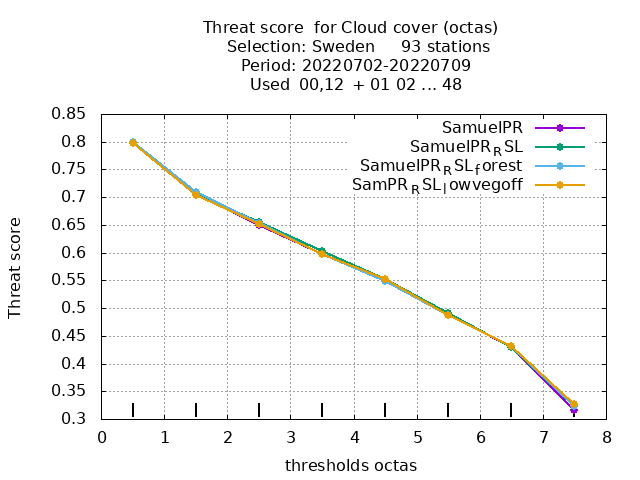 Threat score  for Cloud cover (octas)
Selection: Sweden     93 stations
Period: 20220702-20220709
Used  00,12  + 01 02 ... 48
0.85
0.8
0.75
0.7
0.65
0.6
0.55
0.5
0.45
0.4
0.35
0.3
Threat score
SamuelPR
SamuelPR_RSL
SamuelPR_RSL_forest
SamPR_RSL_lowvegoff
0 1 2 3 4 5 6 7 8
thresholds octas